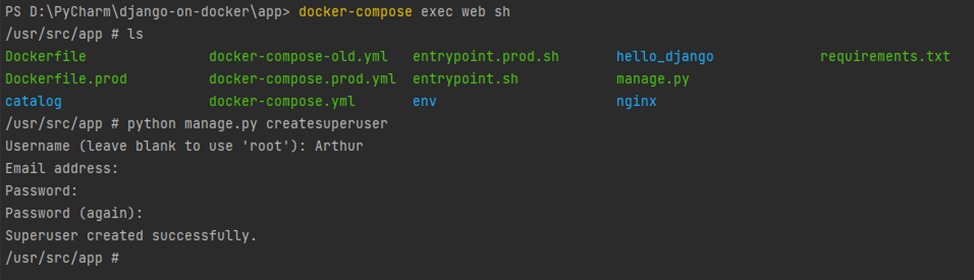 PS D:\PyCharm\django-on-docker\app> docker-compose exec web sh
/usr/src/app # ls
Dockerfile docker-compose-old.yml entrypoint.prod.sh hello_django requirements.txt
Dockerfile.prod docker-compose.prod.yml entrypoint.sh manage.py
catalog docker-compose.yml env nginx
/usr/src/app # python manage.py createsuperuser
Username (leave blank to use 'root'): Arthur
Email address:
Password:
Password (again):
Superuser created successfully.
/usr/src/app #